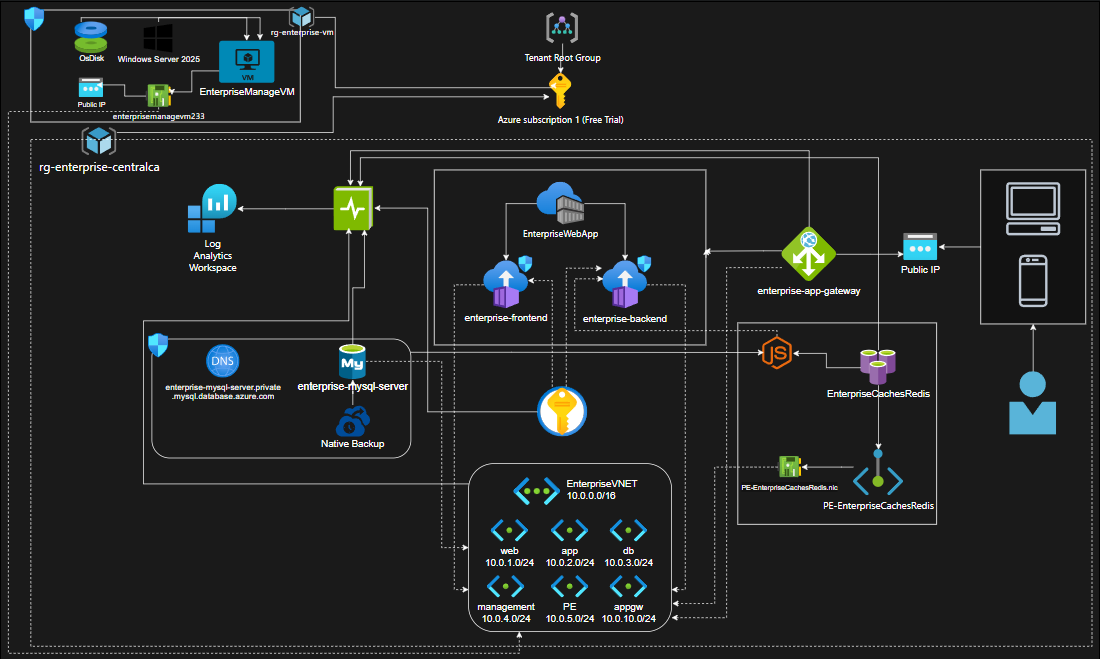 rg-enterprise-vm
OsDisk
Windows Server 2025
VM
EnterpriseManageVM
Public IP
enterprisemanagevm233
Tenant Root Group
Azure subscription 1 (Free Trial)
rg-enterprise-centralca
Log
Analytics
Workspace
EnterpriseWebApp
enterprise-frontend
enterprise-backend
enterprise-app-gateway
Public IP
DNS
enterprise-mysql-server.private
.mysql.database.azure.com
My
enterprise-mysql-server
Native Backup
JS
EnterpriseCachesRedis
PE-EnterpriseCachesRedis.nic
PE-EnterpriseCachesRedis
EnterpriseVNET
10.0.0.0/16
web
10.0.1.0/24
app
10.0.2.0/24
db
10.0.3.0/24
management
10.0.4.0/24
PE
10.0.5.0/24
appgw
10.0.10.0/24